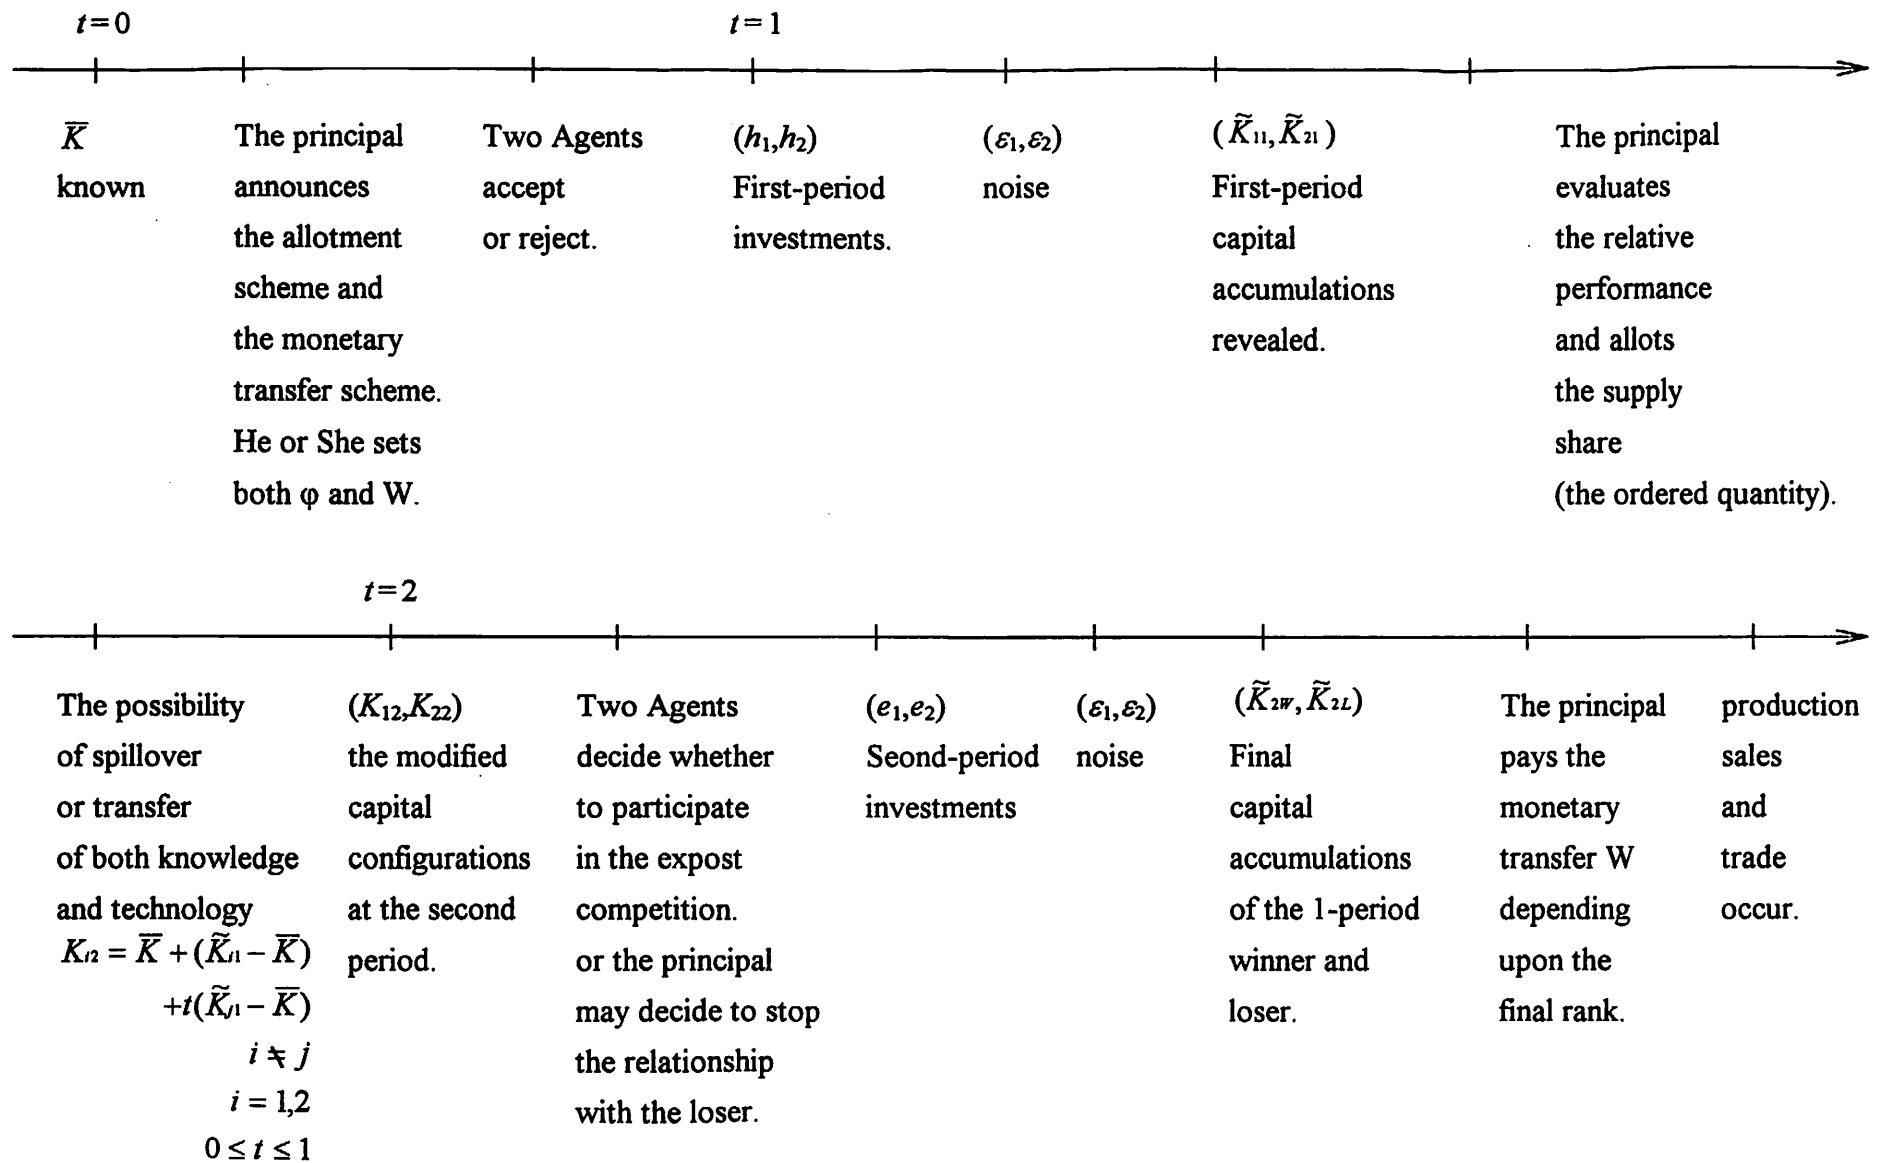 t=0
t=1
K̄
known
The principal
announces
the allotment
scheme and
the monetary
transfer scheme.
He or She sets
both φ and W.
Two Agents
accept
or reject.
(h₁,h₂)
First-period
investments.
(ε₁,ε₂)
noise
(K̃₁₁,K̃₂₁)
First-period
capital
accumulations
revealed.
The principal
evaluates
the relative
performance
and allots
the supply
share
(the ordered quantity).
t=2
The possibility
of spillover
or transfer
of both knowledge
and technology
Kᵢ₂ = K̄ + (K̃ᵢ₁ − K̄)
+t(K̃ⱼ₁ − K̄)
i ≠ j
i = 1,2
0 ≤ t ≤ 1
(K₁₂,K₂₂)
the modified
capital
configurations
at the second
period.
Two Agents
decide whether
to participate
in the expost
competition.
or the principal
may decide to stop
the relationship
with the loser.
(e₁,e₂)
Seond-period
investments
(ε₁,ε₂)
noise
(K̃₂W,K̃₂L)
Final
capital
accumulations
of the 1-period
winner and
loser.
The principal
pays the
monetary
transfer W
depending
upon the
final rank.
production
sales
and
trade
occur.